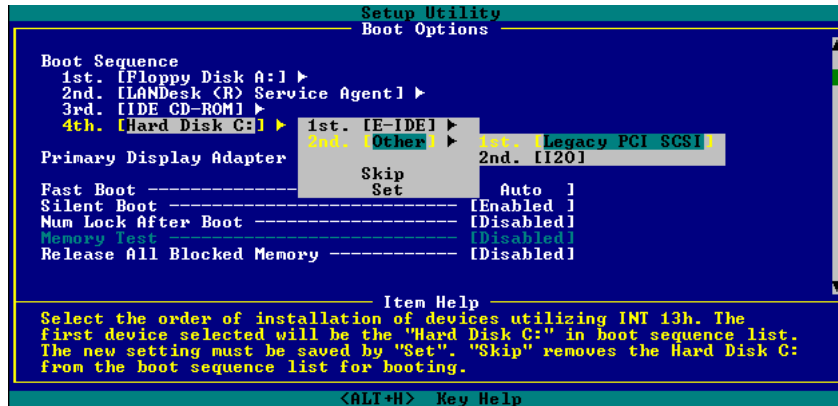 Setup Utility
Boot Options
Boot Sequence
1st. [Floppy Disk A:]
2nd. [LANDesk (R) Service Agent]
3rd. [IDE CD-ROM]
4th. [Hard Disk C:] 1st. [E-IDE]
2nd. [Other] 1st. [Legacy PCI SCSI]
Primary Display Adapter 2nd. [I2O]
Skip
Fast Boot Set Auto ]
Silent Boot [Enabled ]
Num Lock After Boot [Disabled]
Memory Test [Disabled]
Release All Blocked Memory [Disabled]
Item Help
Select the order of installation of devices utilizing INT 13h. The
first device selected will be the "Hard Disk C:" in boot sequence list.
The new setting must be saved by "Set". "Skip" removes the Hard Disk C:
from the boot sequence list for booting.
<ALT+H> Key Help